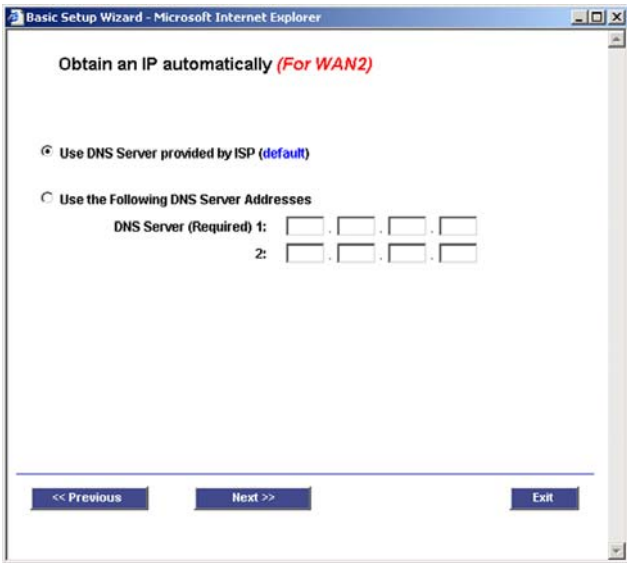 Basic Setup Wizard - Microsoft Internet Explorer
Obtain an IP automatically (For WAN2)
Use DNS Server provided by ISP (default)
Use the Following DNS Server Addresses
DNS Server (Required) 1: . . .
2: . . .
<< Previous Next >> Exit